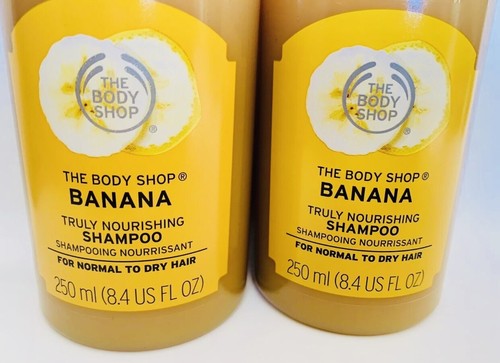 THE
BODY
SHOP®
THE BODY SHOP®
BANANA
TRULY NOURISHING
SHAMPOO
SHAMPOOING NOURRISSANT
FOR NORMAL TO DRY HAIR
250 ml (8.4 US FL OZ)
THE
BODY
SHOP®
THE BODY SHOP®
BANANA
TRULY NOURISHING
SHAMPOO
SHAMPOOING NOURRISSANT
FOR NORMAL TO DRY HAIR
250 ml (8.4 US FL OZ)